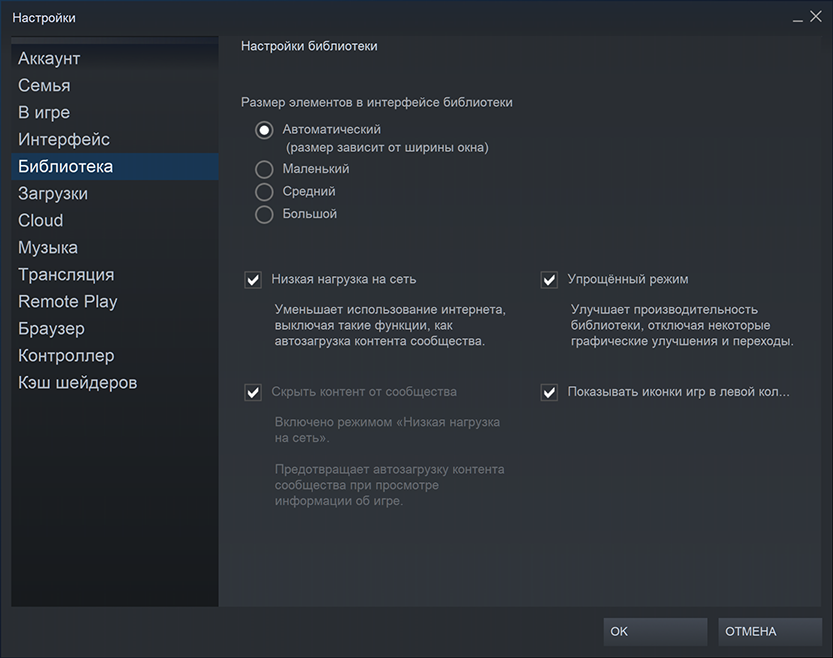 Настройки
Аккаунт
Семья
В игре
Интерфейс
Библиотека
Загрузки
Cloud
Музыка
Трансляция
Remote Play
Браузер
Контроллер
Кэш шейдеров
Настройки библиотеки
Размер элементов в интерфейсе библиотеки
Автоматический
(размер зависит от ширины окна)
Маленький
Средний
Большой
Низкая нагрузка на сеть
Уменьшает использование интернета,
выключая такие функции, как
автозагрузка контента сообщества.
Упрощённый режим
Улучшает производительность
библиотеки, отключая некоторые
графические улучшения и переходы.
Скрыть контент от сообщества
Включено режимом «Низкая нагрузка
на сеть».
Предотвращает автозагрузку контента
сообщества при просмотре
информации об игре.
Показывать иконки игр в левой кол...
OK
ОТМЕНА